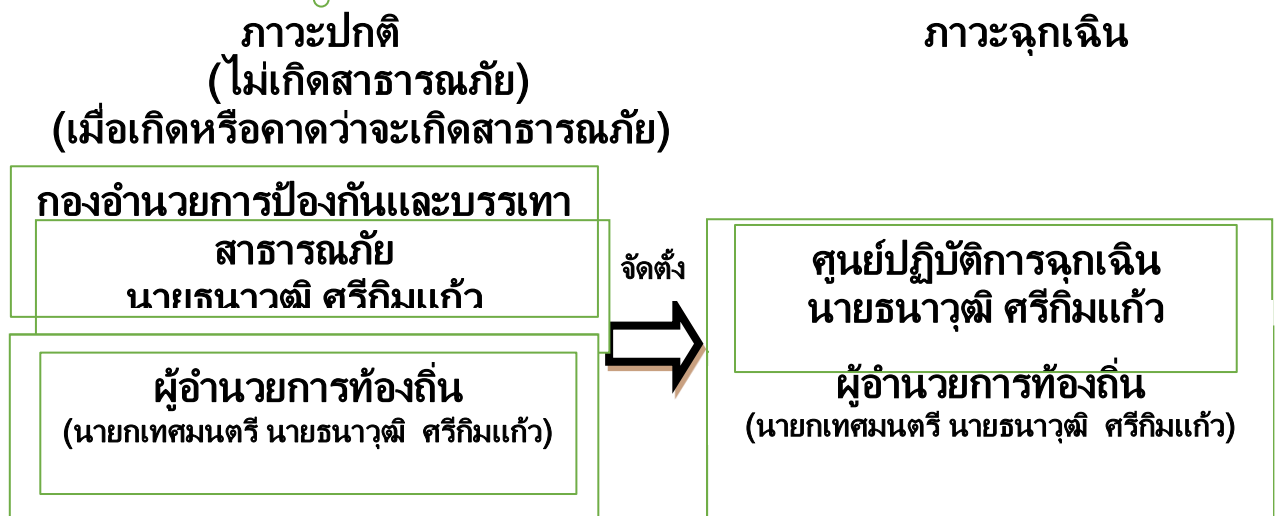 ภาวะปกติ
(ไม่เกิดสาธารณภัย)
(เมื่อเกิดหรือคาดว่าจะเกิดสาธารณภัย)
กองอำนวยการป้องกันและบรรเทา
สาธารณภัย
นายธนาวุฒิ ศรีกิมแก้ว
ผู้อำนวยการท้องถิ่น
(นายกเทศมนตรี นายธนาวุฒิ ศรีกิมแก้ว)
จัดตั้ง
ภาวะฉุกเฉิน
ศูนย์ปฏิบัติการฉุกเฉิน
นายธนาวุฒิ ศรีกิมแก้ว
ผู้อำนวยการท้องถิ่น
(นายกเทศมนตรี นายธนาวุฒิ ศรีกิมแก้ว)